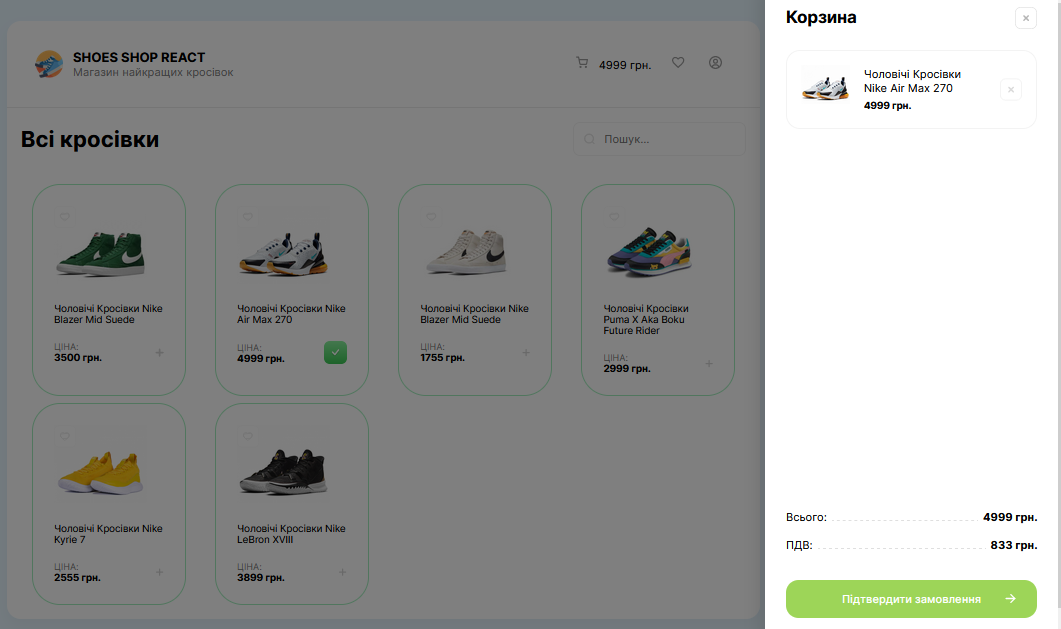 SHOES SHOP REACT
Магазин найкращих кросівок
4999 грн.
Всі кросівки
Пошук...
Чоловічі Кросівки Nike
Blazer Mid Suede
ЦІНА:
3500 грн.
Чоловічі Кросівки Nike
Air Max 270
ЦІНА:
4999 грн.
Чоловічі Кросівки Nike
Blazer Mid Suede
ЦІНА:
1755 грн.
Чоловічі Кросівки
Puma X Aka Boku
Future Rider
ЦІНА:
2999 грн.
Чоловічі Кросівки Nike
Kyrie 7
ЦІНА:
2555 грн.
Чоловічі Кросівки Nike
LeBron XVIII
ЦІНА:
3899 грн.
Корзина
Чоловічі Кросівки
Nike Air Max 270
4999 грн.
Всього: 4999 грн.
ПДВ: 833 грн.
Підтвердити замовлення